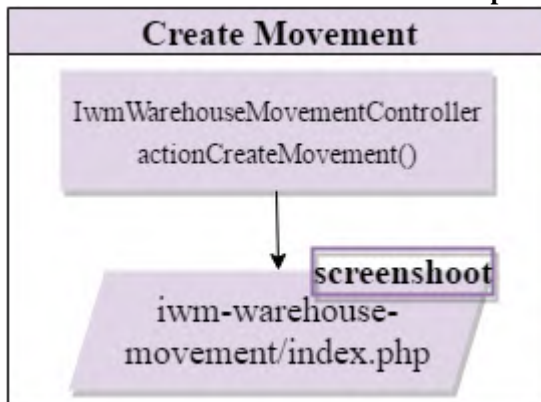 Create Movement
IwmWarehouseMovementController
actionCreateMovement()
screenshoot
iwm-warehouse-
movement/index.php